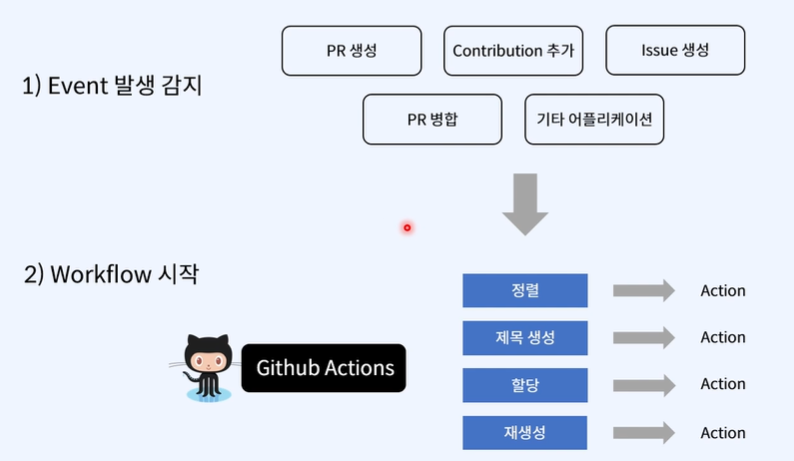 PR 생성
Contribution 추가
Issue 생성
1) Event 발생 감지
PR 병합
기타 어플리케이션
2) Workflow 시작
정렬
Action
제목 생성
Action
Github Actions
할당
Action
재생성
Action